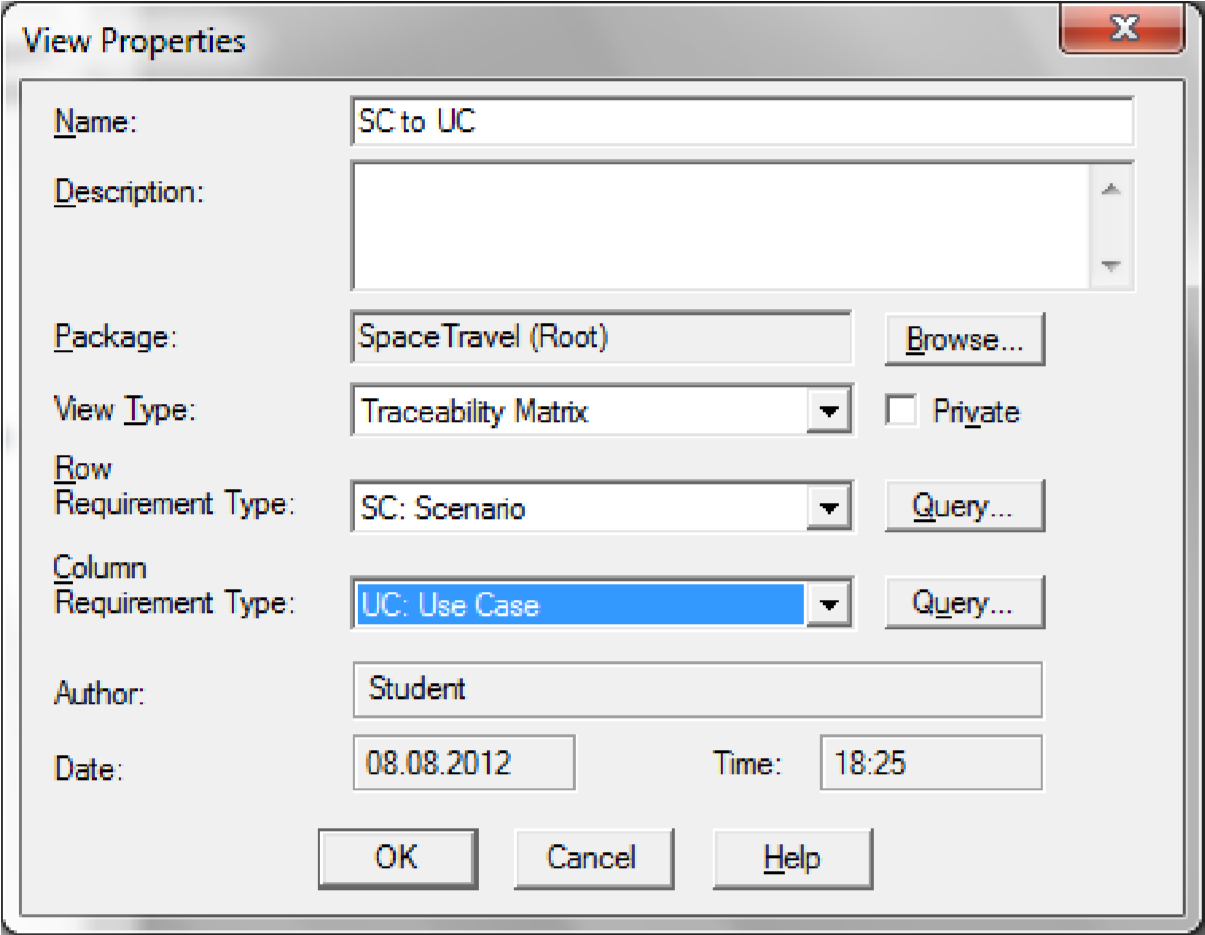 View Properties
Name: SC to UC
Description:
Package: SpaceTravel (Root) Browse...
View Type: Traceability Matrix Private
Row
Requirement Type: SC: Scenario Query...
Column
Requirement Type: UC: Use Case Query...
Author: Student
Date: 08.08.2012 Time: 18:25
OK Cancel Help